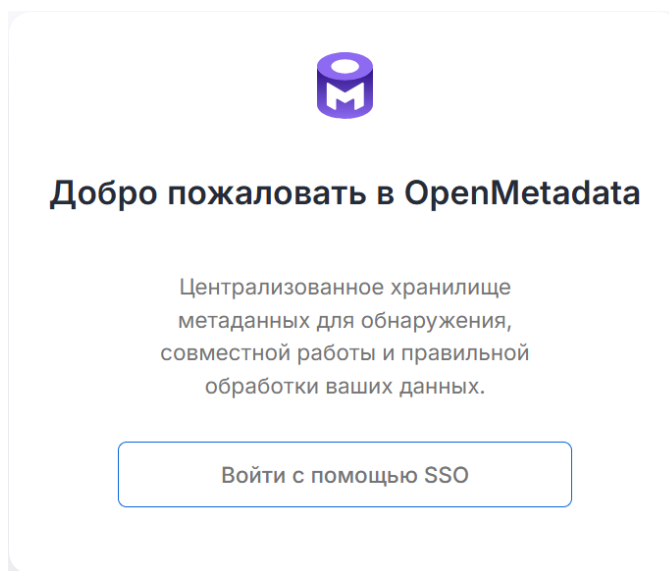 Добро пожаловать в OpenMetadata
Централизованное хранилище
метаданных для обнаружения,
совместной работы и правильной
обработки ваших данных.
Войти с помощью SSO